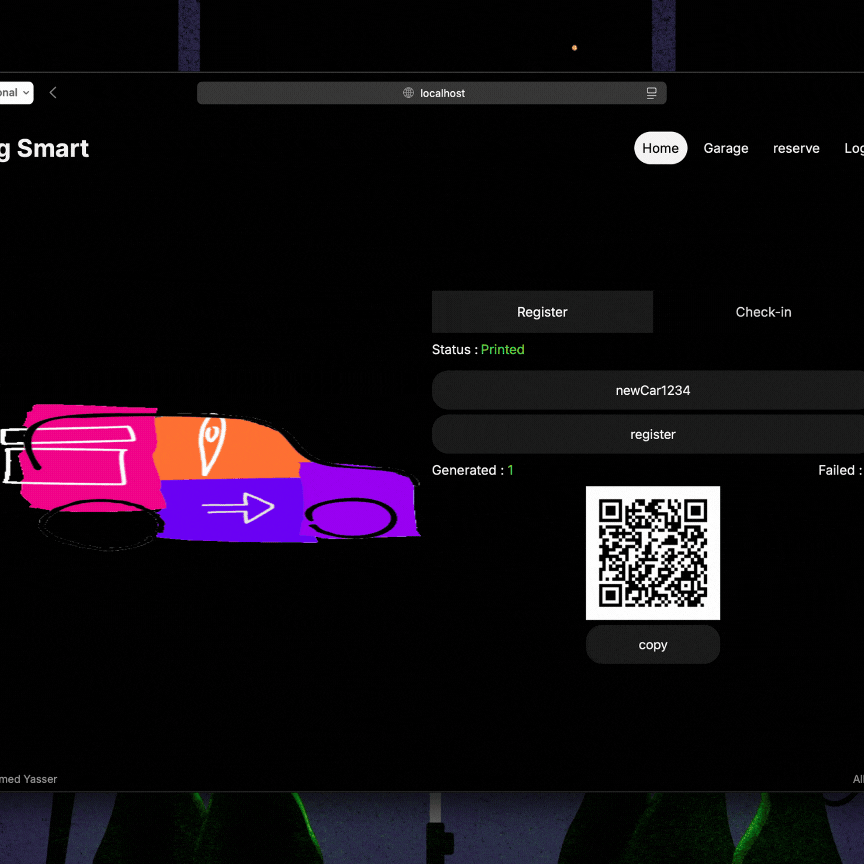 onal
localhost
g Smart
Home Garage reserve Log
Register Check-in
Status : Printed
newCar1234
register
Generated : 1 Failed :
copy
med Yasser All